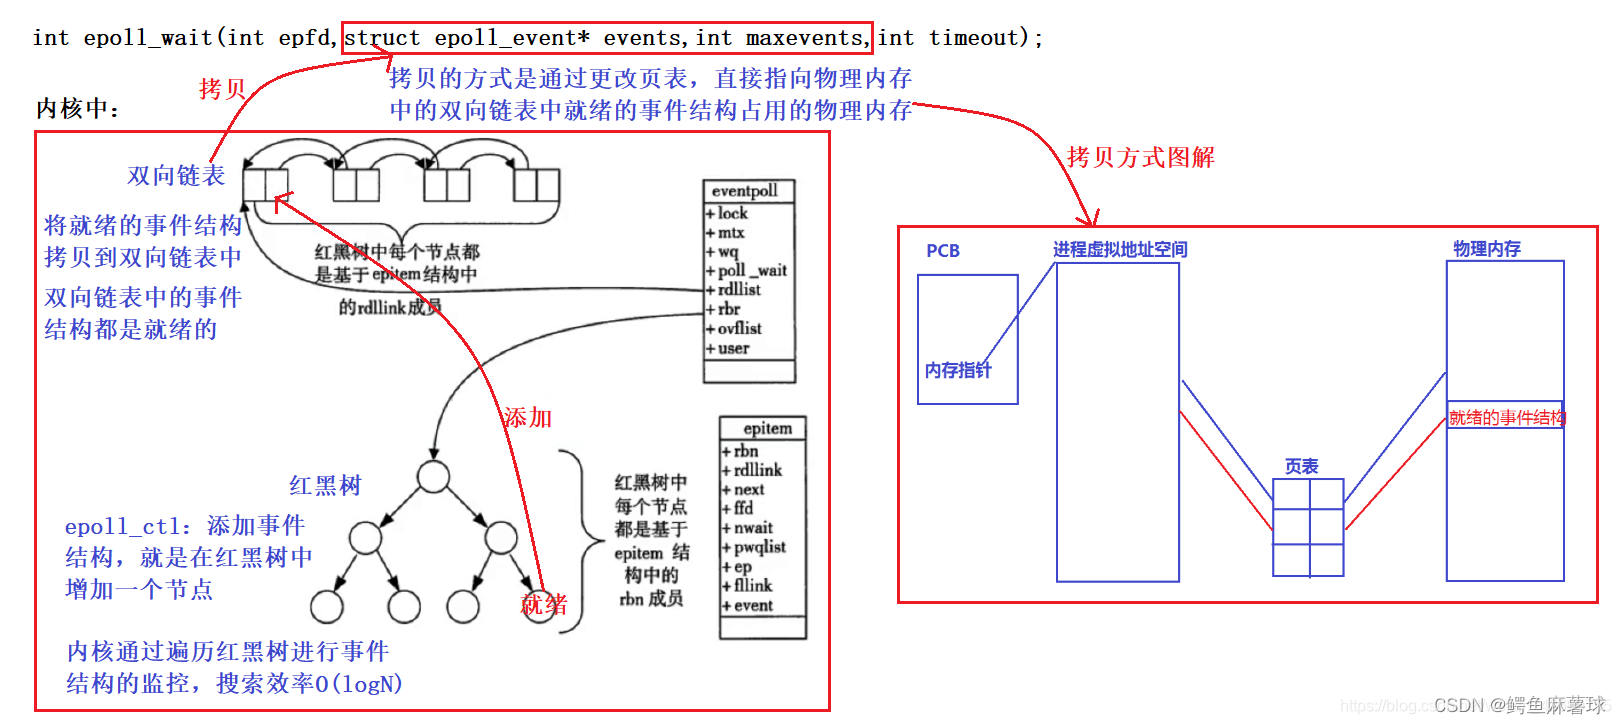 int epoll_wait(int epfd,struct epoll_event* events,int maxevents,int timeout);
拷贝
拷贝的方式是通过更改页表，直接指向物理内存
中的双向链表中就绪的事件结构占用的物理内存
内核中：
拷贝方式图解
双向链表
将就绪的事件结构
拷贝到双向链表中
双向链表中的事件
结构都是就绪的
红黑树中每个节点都
是基于epitem结构中
的rdllink成员
eventpoll
+lock
+mtx
+wq
+poll_wait
+rdllist
+rbr
+ovflist
+user
添加
epitem
+rbn
+rdllink
+next
+ffd
+nwait
+pwqlist
+ep
+fllink
+event
红黑树
红黑树中
每个节点
都是基于
epitem 结
构中的
rbn 成员
epoll_ctl：添加事件
结构，就是在红黑树中
增加一个节点
就绪
内核通过遍历红黑树进行事件
结构的监控，搜索效率O(logN)
PCB
进程虚拟地址空间
物理内存
内存指针
就绪的事件结构
页表
CSDN @鳄鱼麻薯球